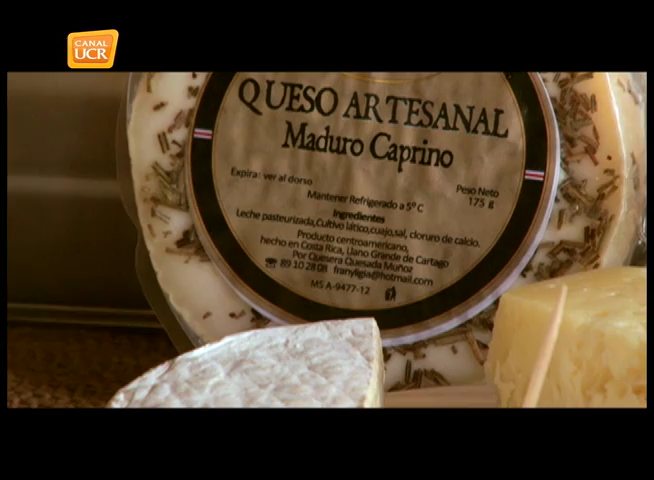 CANAL
UCR
QUESO ARTESANAL
Maduro Caprino
Expira: ver al dorso
Peso Neto
175 g
Mantener Refrigerado a 5º C
Ingredientes
Leche pasteurizada,Cultivo lático,cuajo,sal, cloruro de calcio.
Producto centroamericano,
hecho en Costa Rica, Llano Grande de Cartago
Por Quesera Quesada Muñoz
89 10 28 08 franyligia@hotmail.com
MS A-9477-12